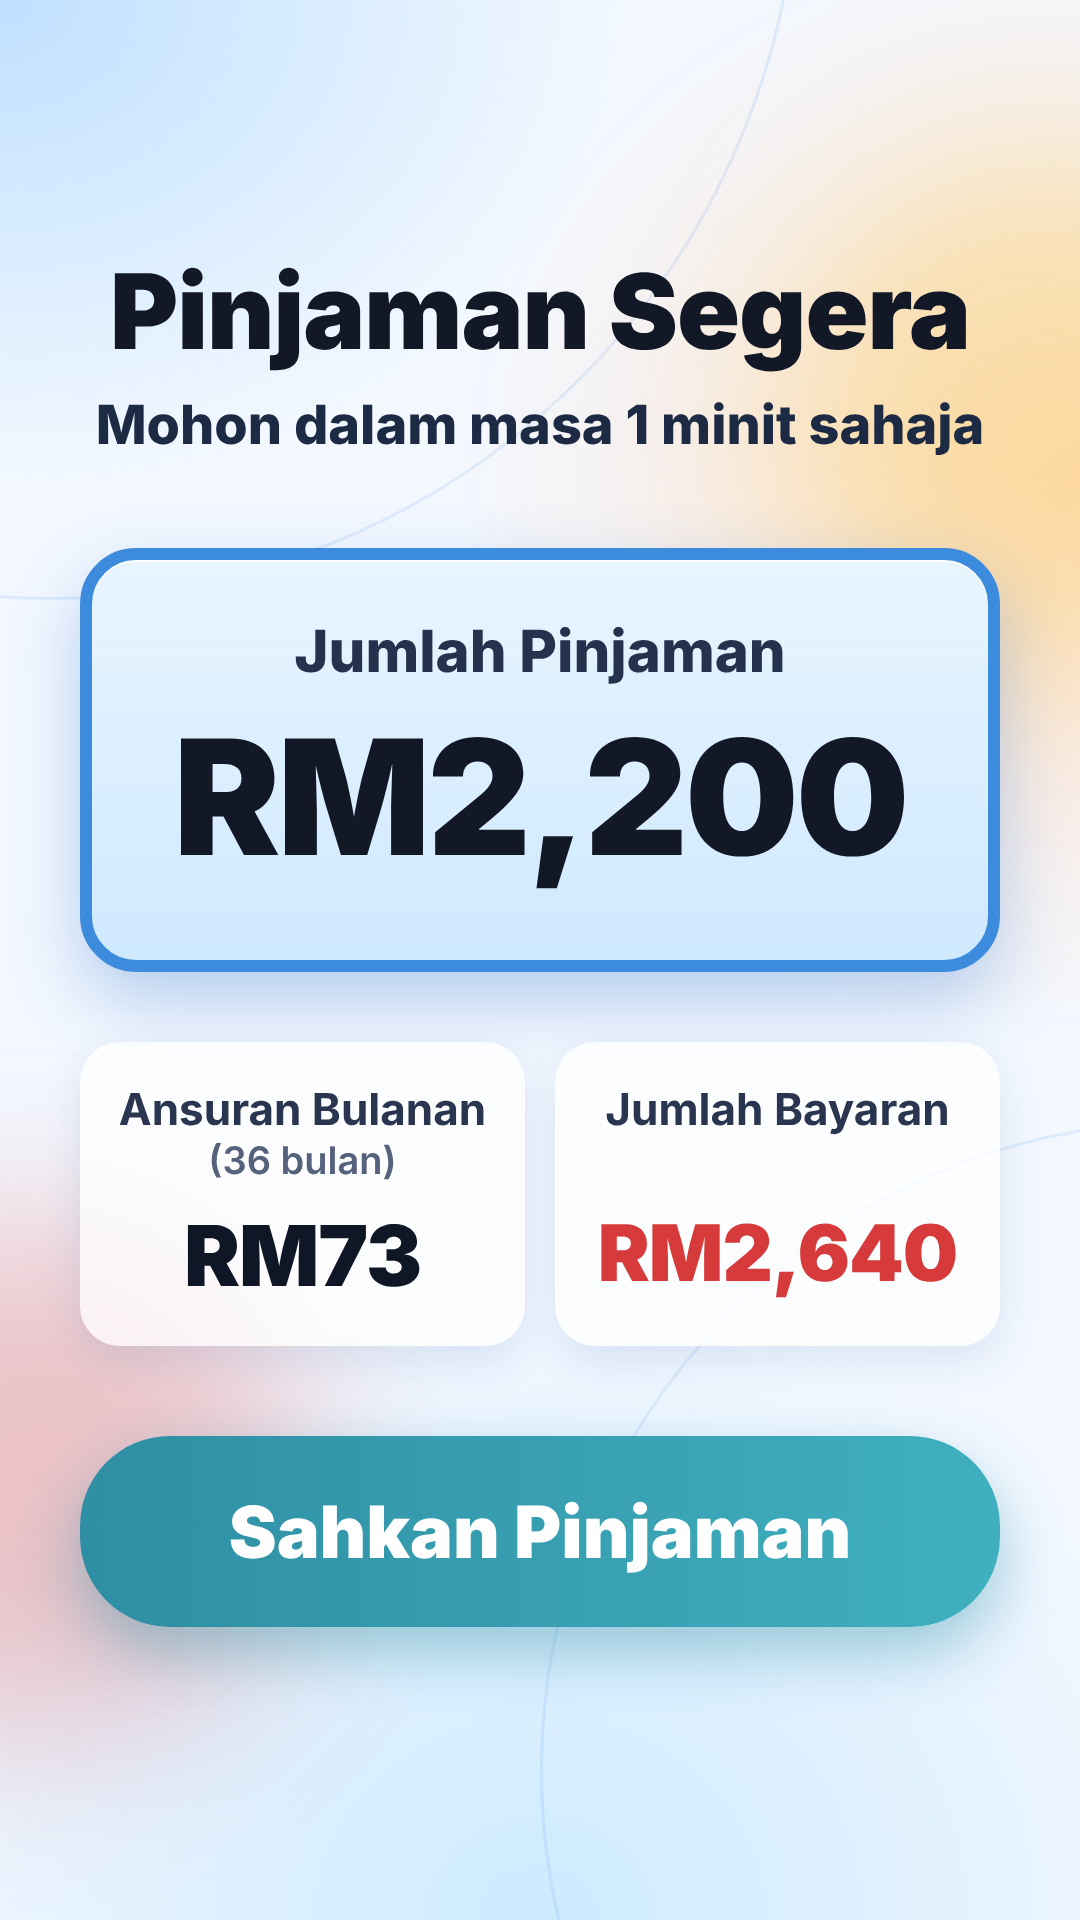 Pinjaman Segera
Mohon dalam masa 1 minit sahaja
Jumlah Pinjaman
RM2,200
Ansuran Bulanan
(36 bulan)
RM73
Jumlah Bayaran
RM2,640
Sahkan Pinjaman